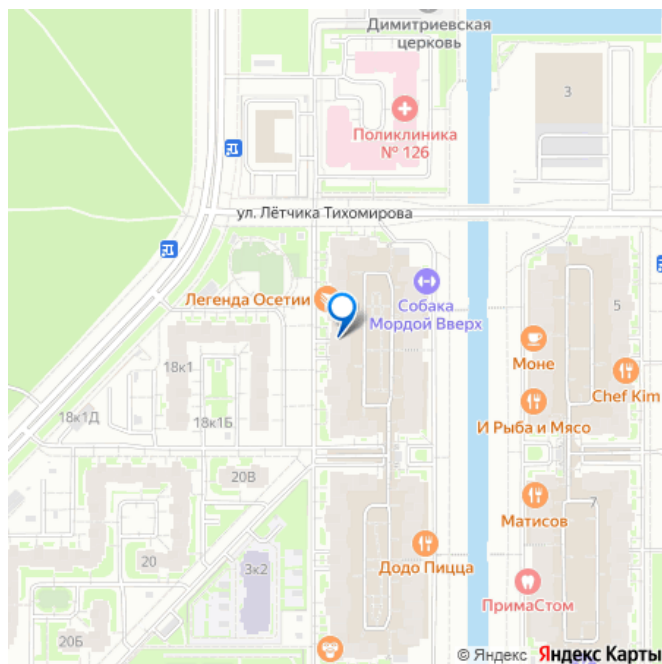 Димитриевская
церковь
3
Поликлиника
№ 126
ул. Лётчика Тихомирова
Легенда Осетии
Собака
Мордой Вверх
5
Моне
18к1
Chef Kim
И Рыба и Мясо
18к1Д
18к1Б
20В
7
Матисов
20
3к2
Додо Пицца
ПримаСтом
20Б
© Яндекс Яндекс Карты